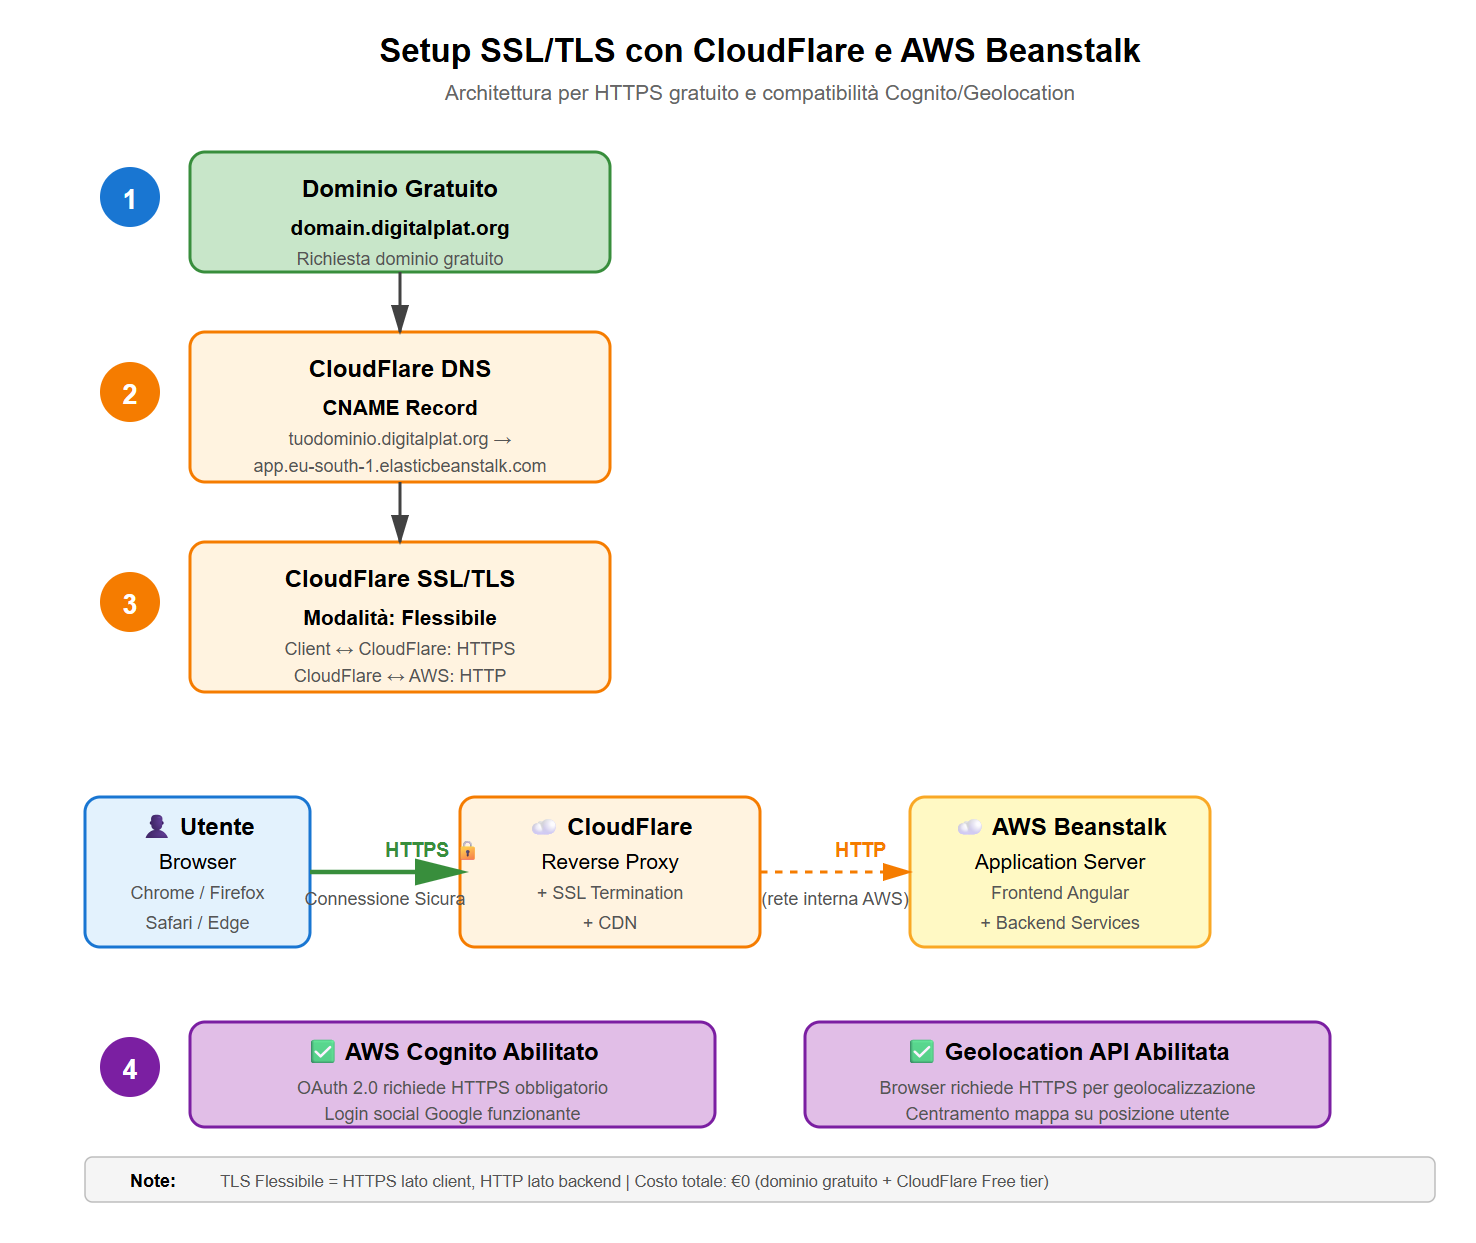 Setup SSL/TLS con CloudFlare e AWS Beanstalk
Architettura per HTTPS gratuito e compatibilità Cognito/Geolocation
1
Dominio Gratuito
domain.digitalplat.org
Richiesta dominio gratuito
2
CloudFlare DNS
CNAME Record
tuodominio.digitalplat.org →
app.eu-south-1.elasticbeanstalk.com
3
CloudFlare SSL/TLS
Modalità: Flessibile
Client ↔ CloudFlare: HTTPS
CloudFlare ↔ AWS: HTTP
👤 Utente
Browser
Chrome / Firefox
Safari / Edge
HTTPS 🔒
Connessione Sicura
☁️ CloudFlare
Reverse Proxy
+ SSL Termination
+ CDN
HTTP
(rete interna AWS)
☁️ AWS Beanstalk
Application Server
Frontend Angular
+ Backend Services
4
✅ AWS Cognito Abilitato
OAuth 2.0 richiede HTTPS obbligatorio
Login social Google funzionante
✅ Geolocation API Abilitata
Browser richiede HTTPS per geolocalizzazione
Centramento mappa su posizione utente
Note: TLS Flessibile = HTTPS lato client, HTTP lato backend | Costo totale: €0 (dominio gratuito + CloudFlare Free tier)